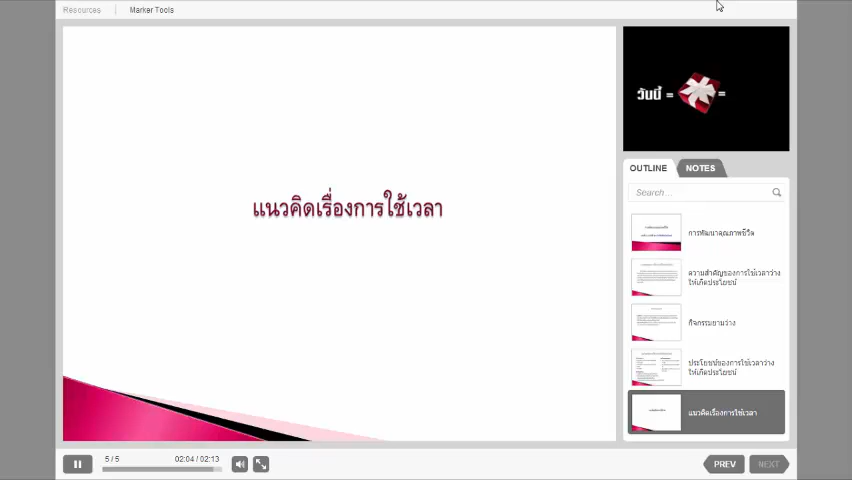 Resources
Marker Tools
แนวคิดเรื่องการใช้เวลา
วันนี้ = =
OUTLINE
NOTES
Search...
การพัฒนาคุณภาพชีวิต
ความสำคัญของการใช้เวลาว่าง
ให้เกิดประโยชน์
กิจกรรมยามว่าง
ประโยชน์ของการใช้เวลาว่าง
ให้เกิดประโยชน์
แนวคิดเรื่องการใช้เวลา
5/5
02:04 / 02:13
PREV
NEXT